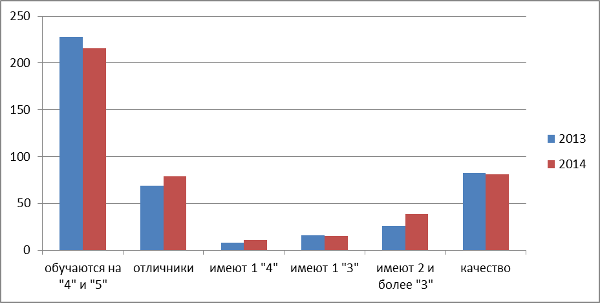 250
200
150
100
50
0
обучаются на
"4" и "5"
отличники
имеют 1 "4"
имеют 1 "3"
имеют 2 и
более "3"
качество
2013
2014